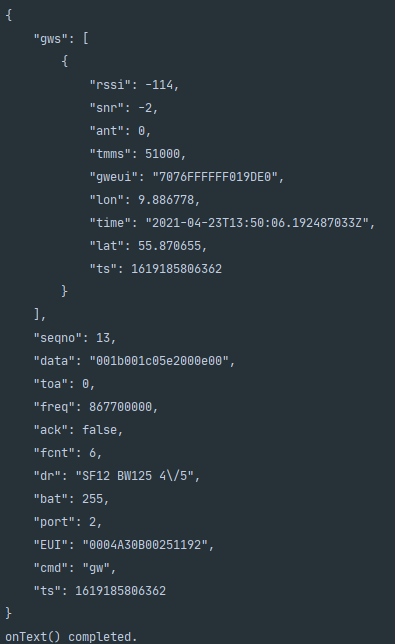 {
    "gws": [
        {
            "rssi": -114,
            "snr": -2,
            "ant": 0,
            "tmms": 51000,
            "gweui": "7076FFFFFF019DE0",
            "lon": 9.886778,
            "time": "2021-04-23T13:50:06.192487033Z",
            "lat": 55.870655,
            "ts": 1619185806362
        }
    ],
    "seqno": 13,
    "data": "001b001c05e2000e00",
    "toa": 0,
    "freq": 867700000,
    "ack": false,
    "fcnt": 6,
    "dr": "SF12 BW125 4\/5",
    "bat": 255,
    "port": 2,
    "EUI": "0004A30B00251192",
    "cmd": "gw",
    "ts": 1619185806362
}
onText() completed.